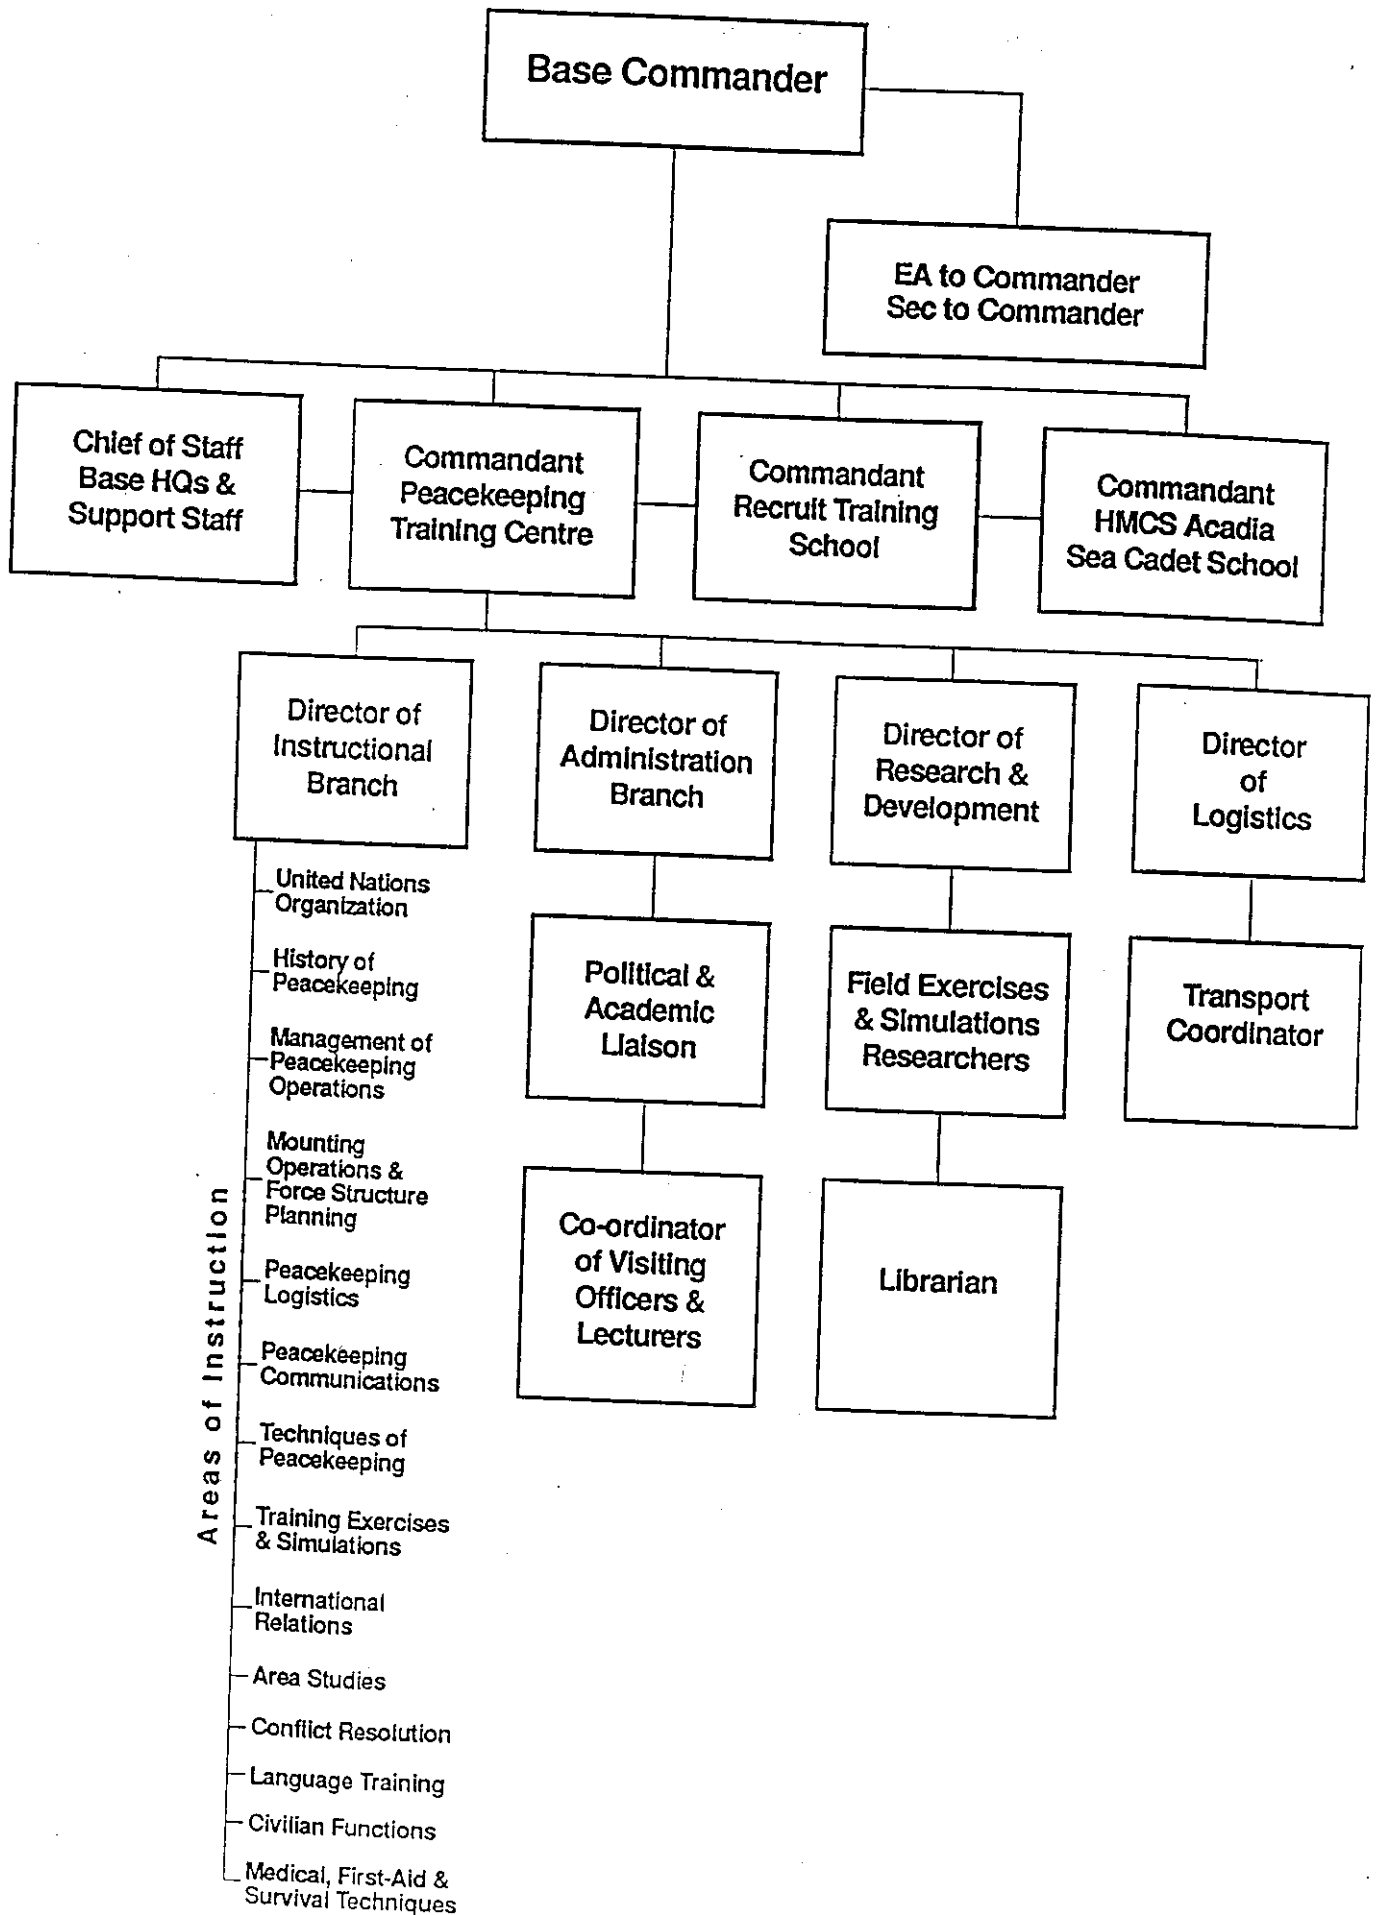 Base Commander
EA to Commander
Sec to Commander
Chief of Staff
Base HQs &
Support Staff
Commandant
Peacekeeping
Training Centre
Commandant
Recruit Training
School
Commandant
HMCS Acadia
Sea Cadet School
Director of
Instructional
Branch
Director of
Administration
Branch
Director of
Research &
Development
Director
of
Logistics
Political &
Academic
Liaison
Field Exercises
& Simulations
Researchers
Transport
Coordinator
Co-ordinator
of Visiting
Officers &
Lecturers
Librarian
Areas of Instruction
United Nations
Organization
History of
Peacekeeping
Management of
Peacekeeping
Operations
Mounting
Operations &
Force Structure
Planning
Peacekeeping
Logistics
Peacekeeping
Communications
Techniques of
Peacekeeping
Training Exercises
& Simulations
International
Relations
Area Studies
Conflict Resolution
Language Training
Civilian Functions
Medical, First-Aid &
Survival Techniques